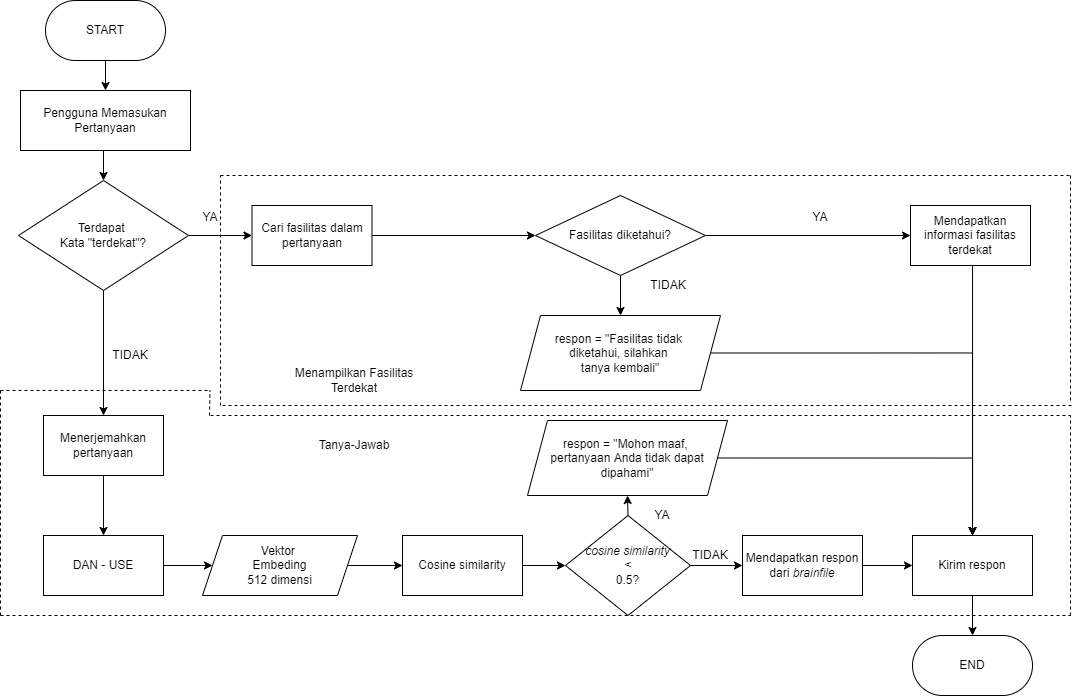 START
Pengguna Memasukan
Pertanyaan
Terdapat
Kata "terdekat"?
YA
Cari fasilitas dalam
pertanyaan
Fasilitas diketahui?
YA
Mendapatkan
informasi fasilitas
terdekat
TIDAK
respon = "Fasilitas tidak
diketahui, silahkan
tanya kembali"
Menampilkan Fasilitas
Terdekat
TIDAK
Menerjemahkan
pertanyaan
Tanya-Jawab
respon = "Mohon maaf,
pertanyaan Anda tidak dapat
dipahami"
YA
DAN - USE
Vektor
Embeding
512 dimensi
Cosine similarity
cosine similarity
<
0.5?
TIDAK
Mendapatkan respon
dari brainfile
Kirim respon
END